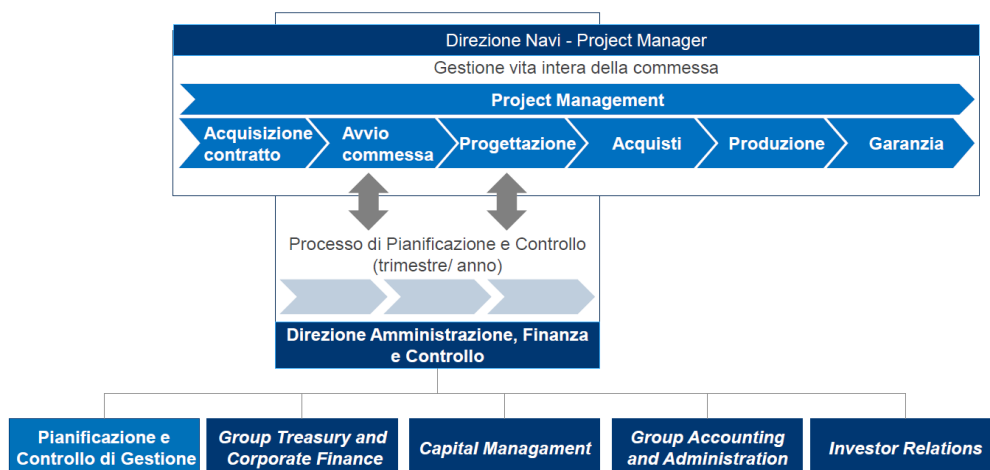 Direzione Navi - Project Manager
Gestione vita intera della commessa
Project Management
Acquisizione
contratto
Avvio
commessa
Progettazione
Acquisti
Produzione
Garanzia
Processo di Pianificazione e Controllo
(trimestre/ anno)
Direzione Amministrazione, Finanza
e Controllo
Pianificazione e
Controllo di Gestione
Group Treasury and
Corporate Finance
Capital Managament
Group Accounting
and Administration
Investor Relations